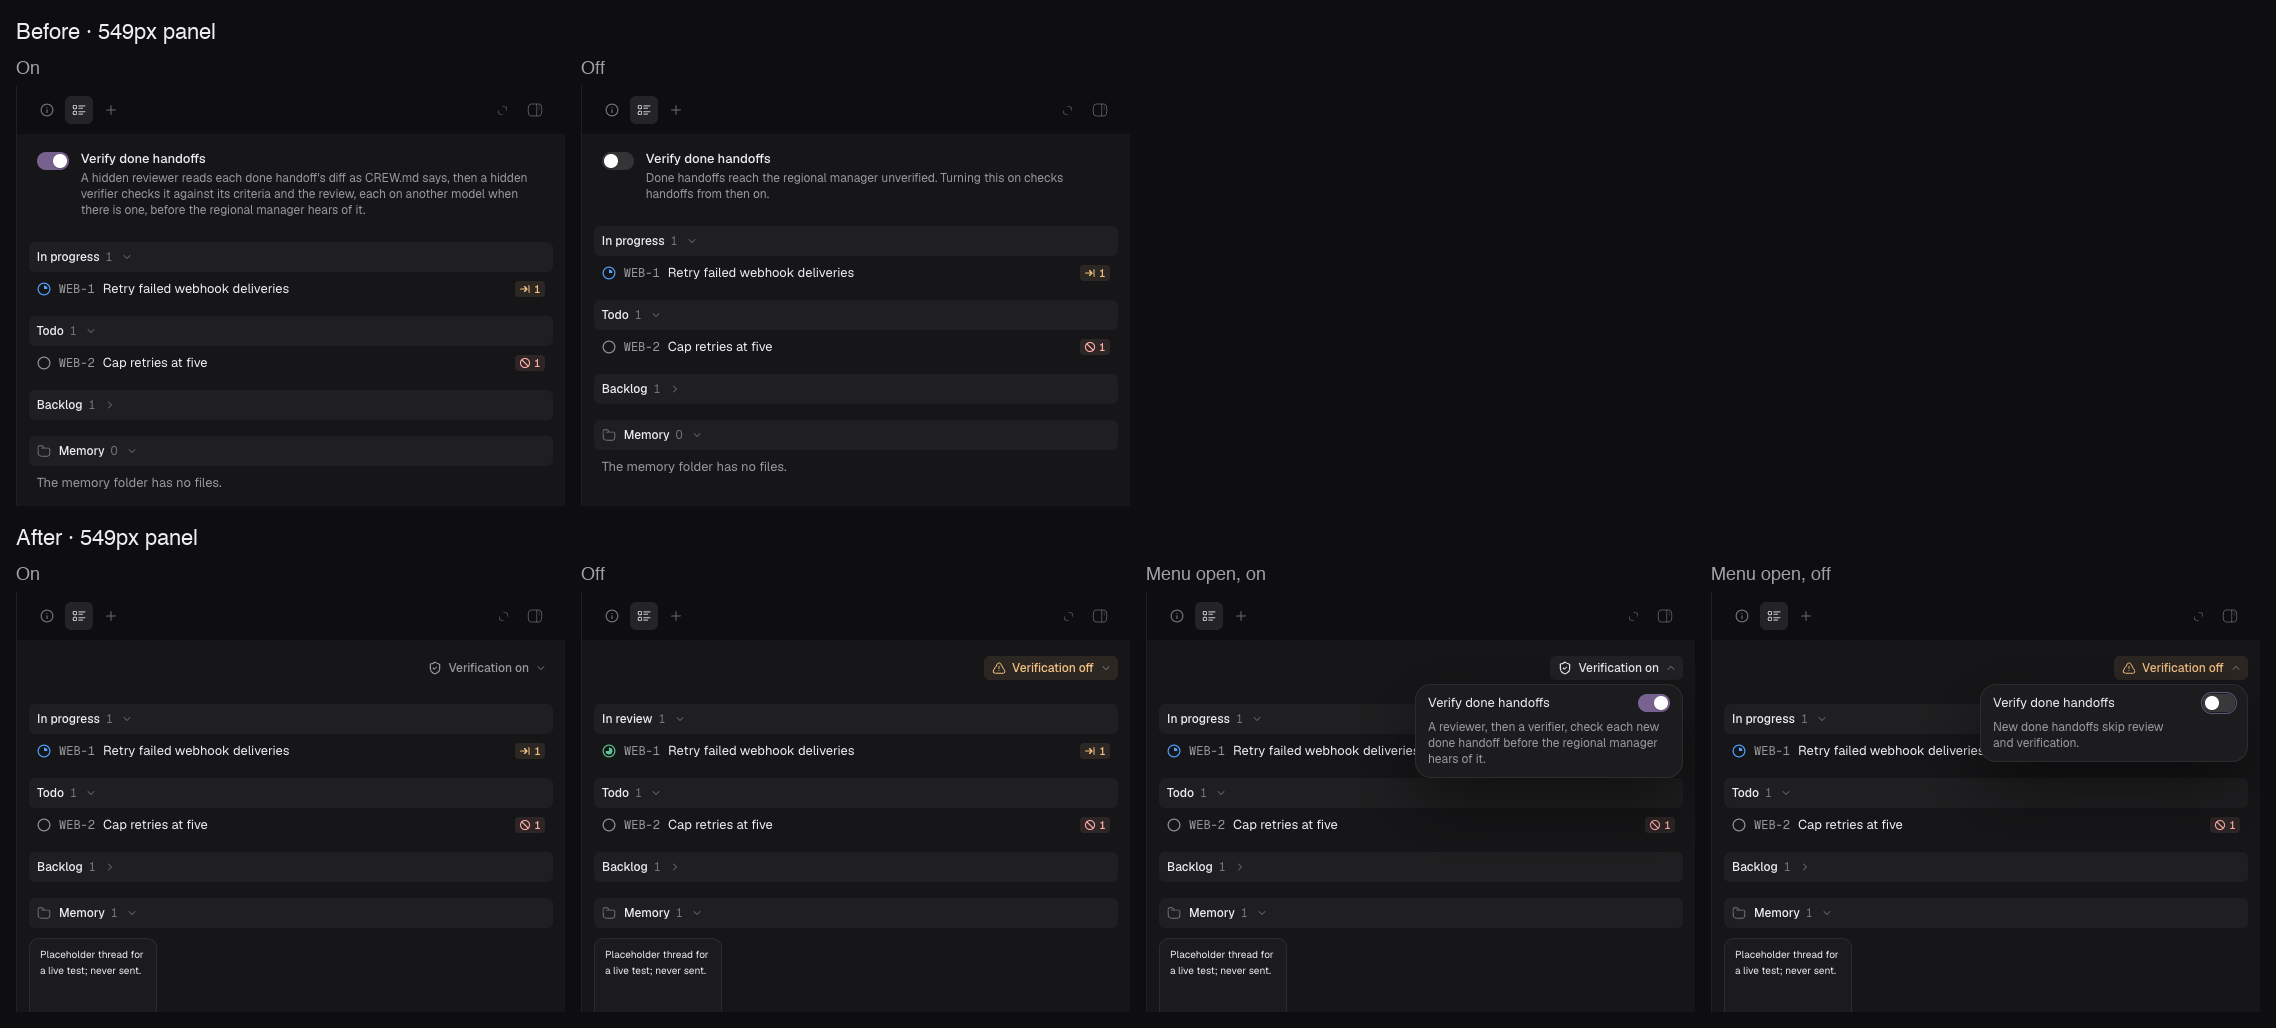 Before · 549px panel
On
Verify done handoffs
A hidden reviewer reads each done handoff's diff as CREW.md says, then a hidden
verifier checks it against its criteria and the review, each on another model when
there is one, before the regional manager hears of it.
In progress 1
WEB-1 Retry failed webhook deliveries
1
Todo 1
WEB-2 Cap retries at five
1
Backlog 1
Memory 0
The memory folder has no files.
Off
Verify done handoffs
Done handoffs reach the regional manager unverified. Turning this on checks
handoffs from then on.
In progress 1
WEB-1 Retry failed webhook deliveries
1
Todo 1
WEB-2 Cap retries at five
1
Backlog 1
Memory 0
The memory folder has no files.
After · 549px panel
On
Verification on
In progress 1
WEB-1 Retry failed webhook deliveries
1
Todo 1
WEB-2 Cap retries at five
1
Backlog 1
Memory 1
Placeholder thread for
a live test; never sent.
Off
Verification off
In review 1
WEB-1 Retry failed webhook deliveries
1
Todo 1
WEB-2 Cap retries at five
1
Backlog 1
Memory 1
Placeholder thread for
a live test; never sent.
Menu open, on
Verification on
Verify done handoffs
A reviewer, then a verifier, check each new
done handoff before the regional manager
hears of it.
In progress 1
WEB-1 Retry failed webhook deliveries
Todo 1
WEB-2 Cap retries at five
1
Backlog 1
Memory 1
Placeholder thread for
a live test; never sent.
Menu open, off
Verification off
Verify done handoffs
New done handoffs skip review
and verification.
In progress 1
WEB-1 Retry failed webhook deliveries
Todo 1
WEB-2 Cap retries at five
1
Backlog 1
Memory 1
Placeholder thread for
a live test; never sent.